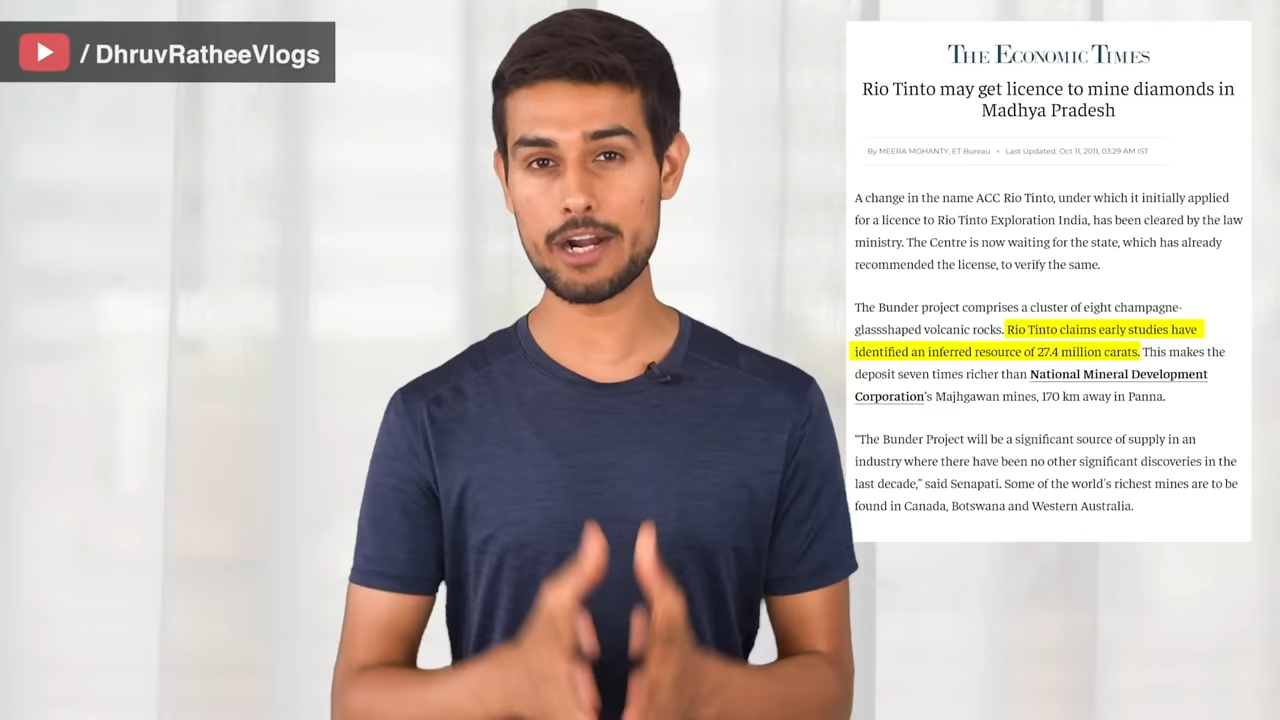 / DhruvRatheeVlogs
THE ECONOMIC TIMES
Rio Tinto may get licence to mine diamonds in
Madhya Pradesh
By MEERA MOHANTY, ET Bureau • Last Updated: Oct 11, 2011, 03:29 AM IST
A change in the name ACC Rio Tinto, under which it initially applied
for a licence to Rio Tinto Exploration India, has been cleared by the law
ministry. The Centre is now waiting for the state, which has already
recommended the license, to verify the same.
The Bunder project comprises a cluster of eight champagne-
glassshaped volcanic rocks. Rio Tinto claims early studies have
identified an inferred resource of 27.4 million carats. This makes the
deposit seven times richer than National Mineral Development
Corporation's Majhgawan mines, 170 km away in Panna.
"The Bunder Project will be a significant source of supply in an
industry where there have been no other significant discoveries in the
last decade," said Senapati. Some of the world's richest mines are to be
found in Canada, Botswana and Western Australia.